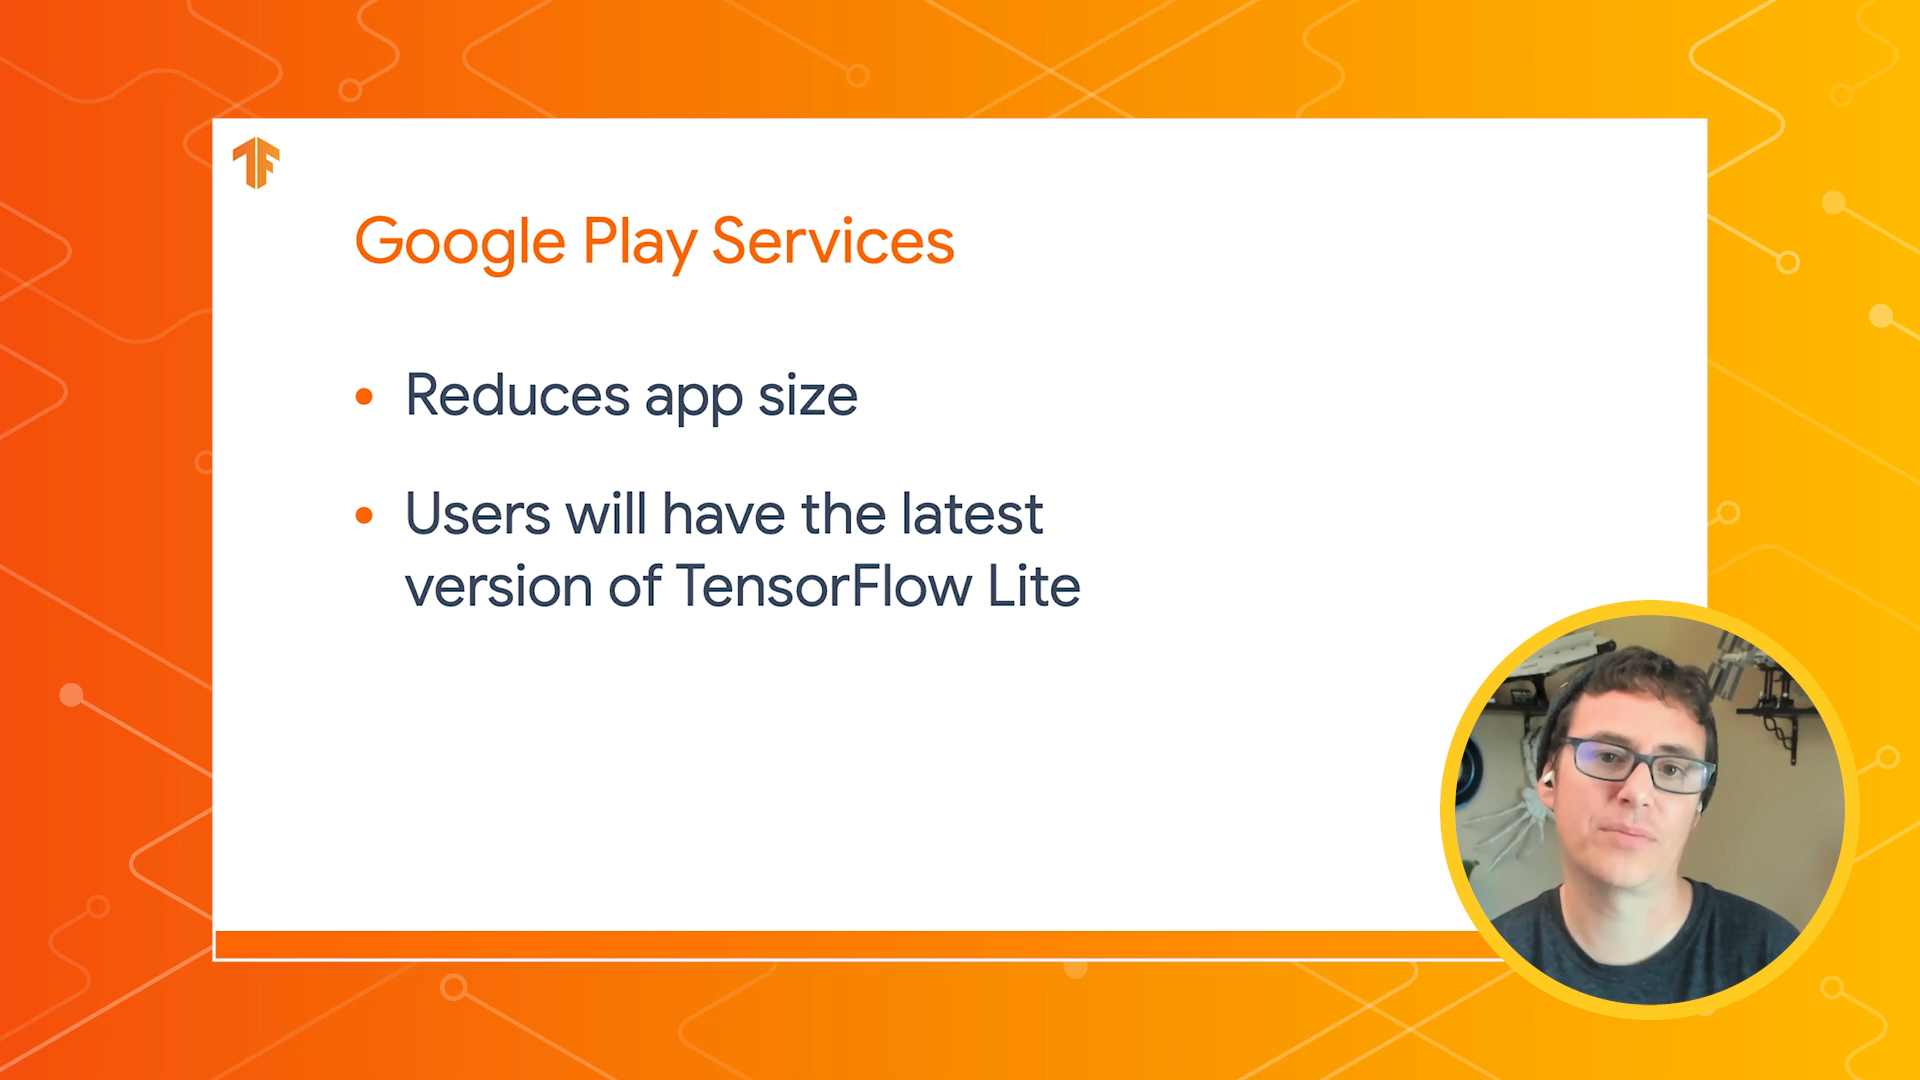 Google Play Services
• Reduces app size
• Users will have the latest
version of TensorFlow Lite